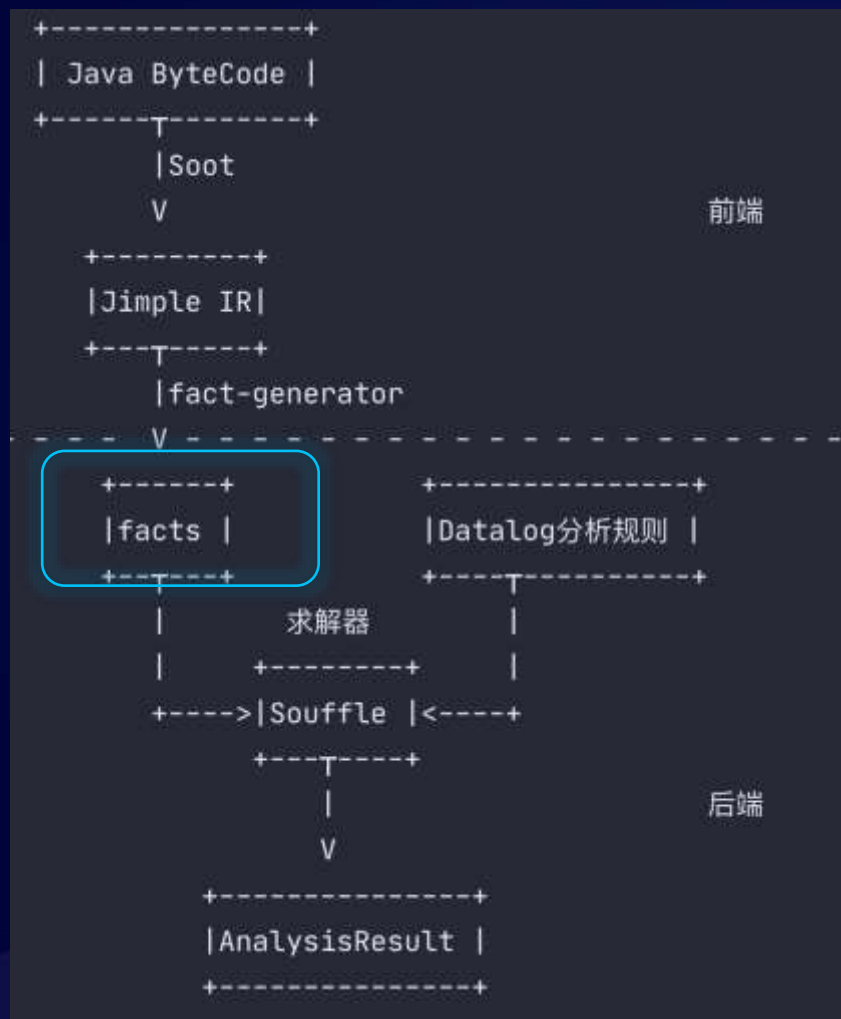 +---------------+
| Java ByteCode |
+------┬--------+
|Soot
V
前端
+---------+
|Jimple IR|
+---┬-----+
|fact-generator
- - - V - - - - - - - - - - - - - - - - - - - -
+------+ +---------------+
|facts | |Datalog分析规则 |
+--┬---+ +----┬----------+
| 求解器 |
| +--------+ |
+---->|Souffle |<----+
+---┬----+
|
后端
V
+---------------+
|AnalysisResult |
+---------------+